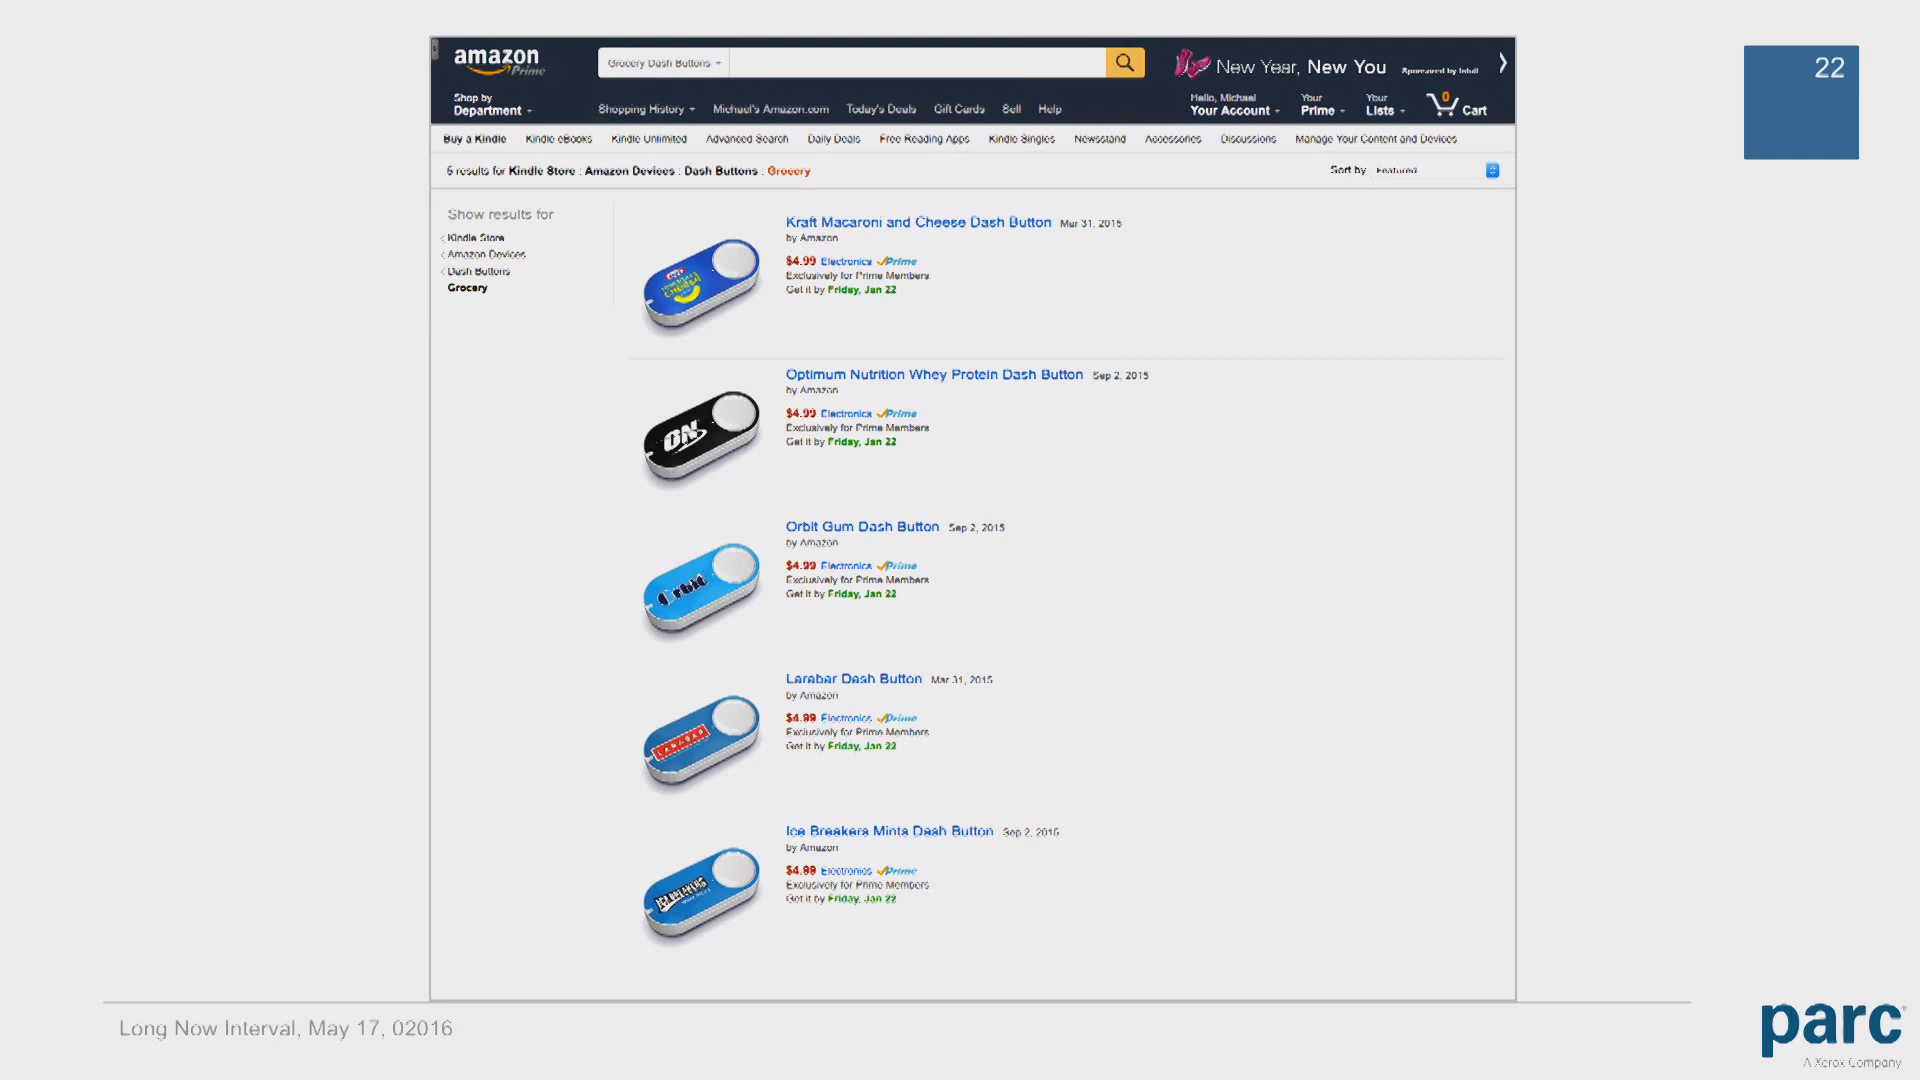 amazon
Prime
Grocery Dash Buttons
New Year, New You
Sponsored by Intuit
22
Shop by
Department
Shopping History
Michael's Amazon.com
Today's Deals
Gift Cards
Sell
Help
Hello, Michael
Your Account
Your
Prime
Your
Lists
0
Cart
Buy a Kindle
Kindle eBooks
Kindle Unlimited
Advanced Search
Daily Deals
Free Reading Apps
Kindle Singles
Newsstand
Accessories
Discussions
Manage Your Content and Devices
5 results for Kindle Store : Amazon Devices : Dash Buttons : Grocery
Sort by Featured
Show results for
‹ Kindle Store
‹ Amazon Devices
‹ Dash Buttons
Grocery
Kraft Macaroni and Cheese Dash Button Mar 31, 2015
by Amazon
$4.99 Electronics Prime
Exclusively for Prime Members
Get it by Friday, Jan 22
Optimum Nutrition Whey Protein Dash Button Sep 2, 2015
by Amazon
$4.99 Electronics Prime
Exclusively for Prime Members
Get it by Friday, Jan 22
ON
Orbit Gum Dash Button Sep 2, 2015
by Amazon
$4.99 Electronics Prime
Exclusively for Prime Members
Get it by Friday, Jan 22
Orbit
Larabar Dash Button Mar 31, 2015
by Amazon
$4.99 Electronics Prime
Exclusively for Prime Members
Get it by Friday, Jan 22
LARABAR
Ice Breakers Mints Dash Button Sep 2, 2015
by Amazon
$4.99 Electronics Prime
Exclusively for Prime Members
Get it by Friday, Jan 22
ICE BREAKERS
Long Now Interval, May 17, 02016
parc
A Xerox Company